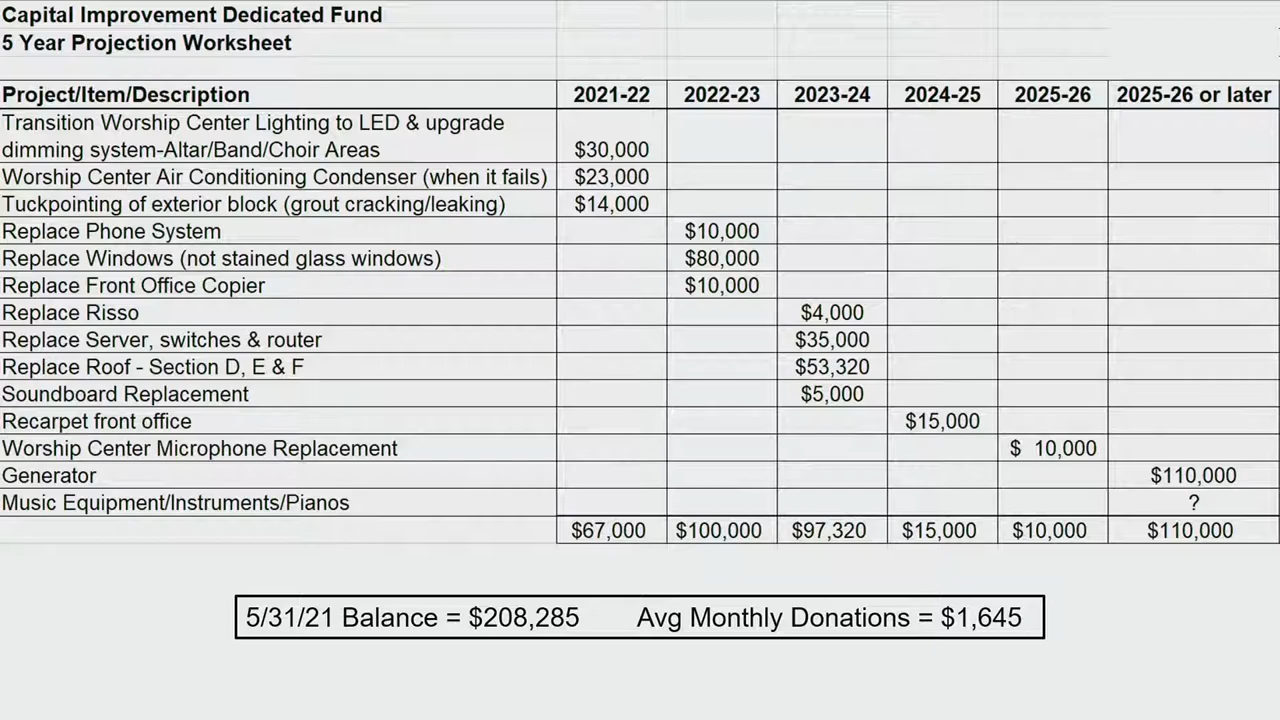 Capital Improvement Dedicated Fund
5 Year Projection Worksheet
Project/Item/Description 2021-22 2022-23 2023-24 2024-25 2025-26 2025-26 or later
Transition Worship Center Lighting to LED & upgrade
dimming system-Altar/Band/Choir Areas $30,000
Worship Center Air Conditioning Condenser (when it fails) $23,000
Tuckpointing of exterior block (grout cracking/leaking) $14,000
Replace Phone System $10,000
Replace Windows (not stained glass windows) $80,000
Replace Front Office Copier $10,000
Replace Risso $4,000
Replace Server, switches & router $35,000
Replace Roof - Section D, E & F $53,320
Soundboard Replacement $5,000
Recarpet front office $15,000
Worship Center Microphone Replacement $ 10,000
Generator $110,000
Music Equipment/Instruments/Pianos ?
$67,000 $100,000 $97,320 $15,000 $10,000 $110,000
5/31/21 Balance = $208,285 Avg Monthly Donations = $1,645